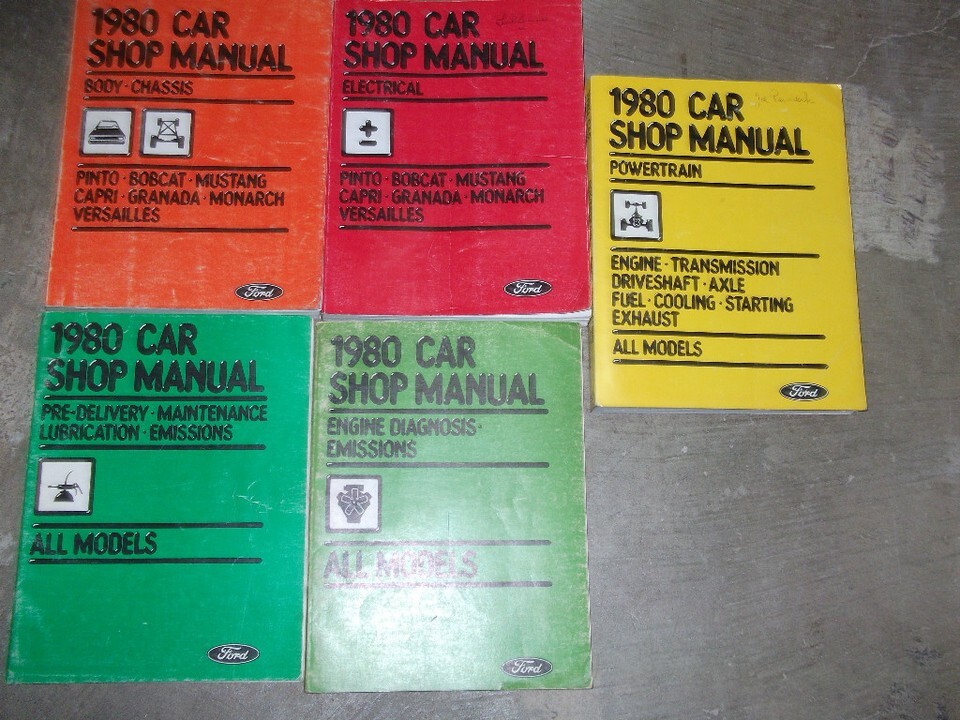 1980 CAR
SHOP MANUAL
BODY · CHASSIS
PINTO · BOBCAT · MUSTANG
CAPRI · GRANADA · MONARCH
VERSAILLES
Ford
1980 CAR
SHOP MANUAL
ELECTRICAL
±
PINTO · BOBCAT · MUSTANG
CAPRI · GRANADA · MONARCH
VERSAILLES
Ford
1980 CAR
SHOP MANUAL
POWERTRAIN
ENGINE · TRANSMISSION
DRIVESHAFT · AXLE
FUEL · COOLING · STARTING
EXHAUST
ALL MODELS
Ford
1980 CAR
SHOP MANUAL
PRE-DELIVERY · MAINTENANCE
LUBRICATION · EMISSIONS
ALL MODELS
Ford
1980 CAR
SHOP MANUAL
ENGINE DIAGNOSIS ·
EMISSIONS
ALL MODELS
Ford